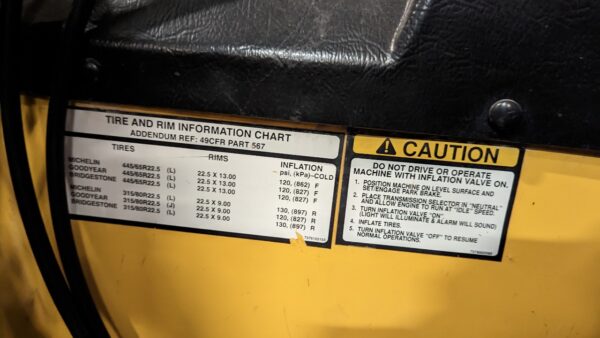 TIRE AND RIM INFORMATION CHART
ADDENDUM REF: 49CFR PART 567
TIRES RIMS INFLATION
psi, (kPa)-COLD
MICHELIN 445/65R22.5 (L) 22.5 X 13.00 (862) F
GOODYEAR 445/65R22.5 (L) 22.5 X 13.00 120, (827) F
BRIDGESTONE 445/65R22.5 (L) 22.5 X 13.00 120, (827) F
MICHELIN 315/80R22.5 (L) 22.5 X 9.00 130, (897) R
GOODYEAR 315/80R22.5 22.5 X 9.00 120, (827) R
BRIDGESTONE 315/80R22.5 (L) 22.5 X 9.00 130, (897) R
CAUTION
DO NOT DRIVE OR OPERATE
MACHINE WITH INFLATION VALVE ON.
1. POSITION MACHINE ON LEVEL SURFACE AND
SET/ENGAGE PARK BRAKE.
2. PLACE TRANSMISSION SELECTOR IN "NEUTRAL"
AND ALLOW ENGINE TO RUN AT "IDLE" SPEED.
3. TURN INFLATION VALVE "ON"
(LIGHT WILL ILLUMINATE & ALARM WILL SOUND)
4. INFLATE TIRES.
5. TURN INFLATION VALVE "OFF" TO RESUME
NORMAL OPERATIONS.